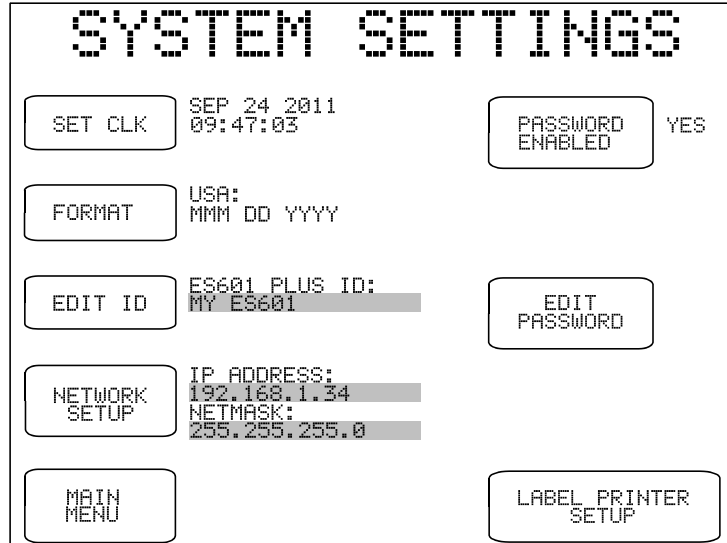 SYSTEM SETTINGS
SET CLK
SEP 24 2011
09:47:03
PASSWORD
ENABLED
YES
FORMAT
USA:
MMM DD YYYY
EDIT ID
ES601 PLUS ID:
MY ES601
EDIT
PASSWORD
NETWORK
SETUP
IP ADDRESS:
192.168.1.34
NETMASK:
255.255.255.0
MAIN
MENU
LABEL PRINTER
SETUP